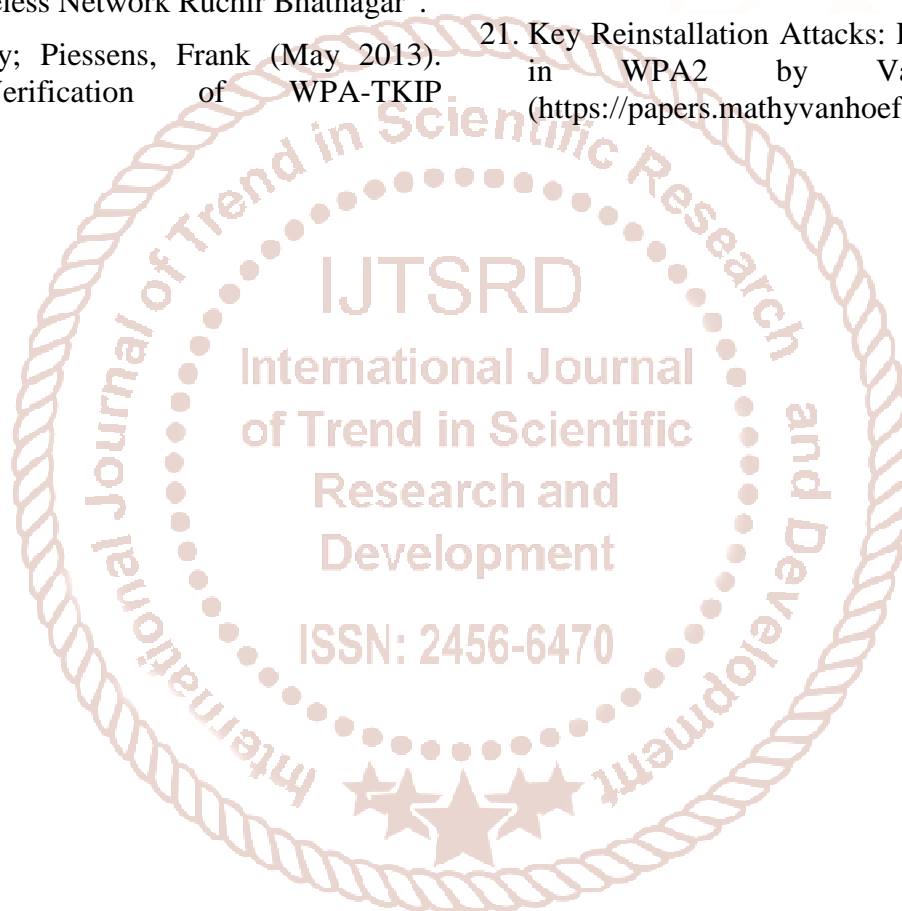 less Network Ruchir Bhatnagar".
y; Piessens, Frank (May 2013).
erification of WPA-TKIP
21. Key Reinstallation Attacks:
in WPA2 by Va
(https://papers.mathyvanhoef
International Journal of Trend in Scientific Research and Development
IJTSRD
International Journal
of Trend in Scientific
Research and
Development
ISSN: 2456-6470